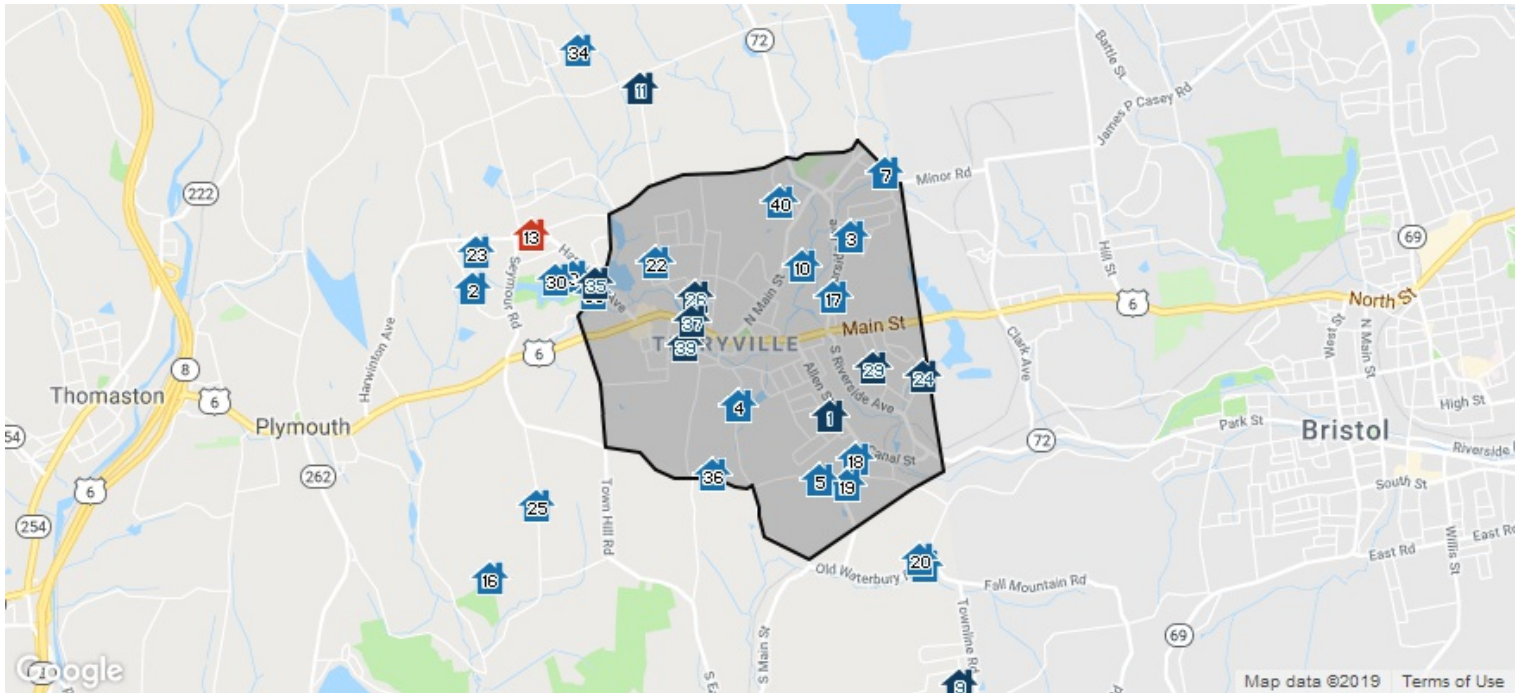 34
72
11
Battle St
James P Casey Rd
222
7
Minor Rd
40
69
13
3
Hill St
23
22
10
30
35
2
Seymour Rd
Ave
26
17
N Main St
6
North St
37
Main St
39
8
6
Harwinton Ave
S Riverside Ave
Clark Ave
West St
N Main St
29
24
Thomaston
6
Allen St
4
1
High St
Plymouth
Park St
Bristol
72
Canal St
Riverside
18
262
36
5
19
South St
6
25
254
Town Hill Rd
Willis St
East Rd
East Rd
20
Old Waterbury
16
Fall Mountain Rd
Townline Rd
69
S Main St
9
Google
Map data ©2019
Terms of Use